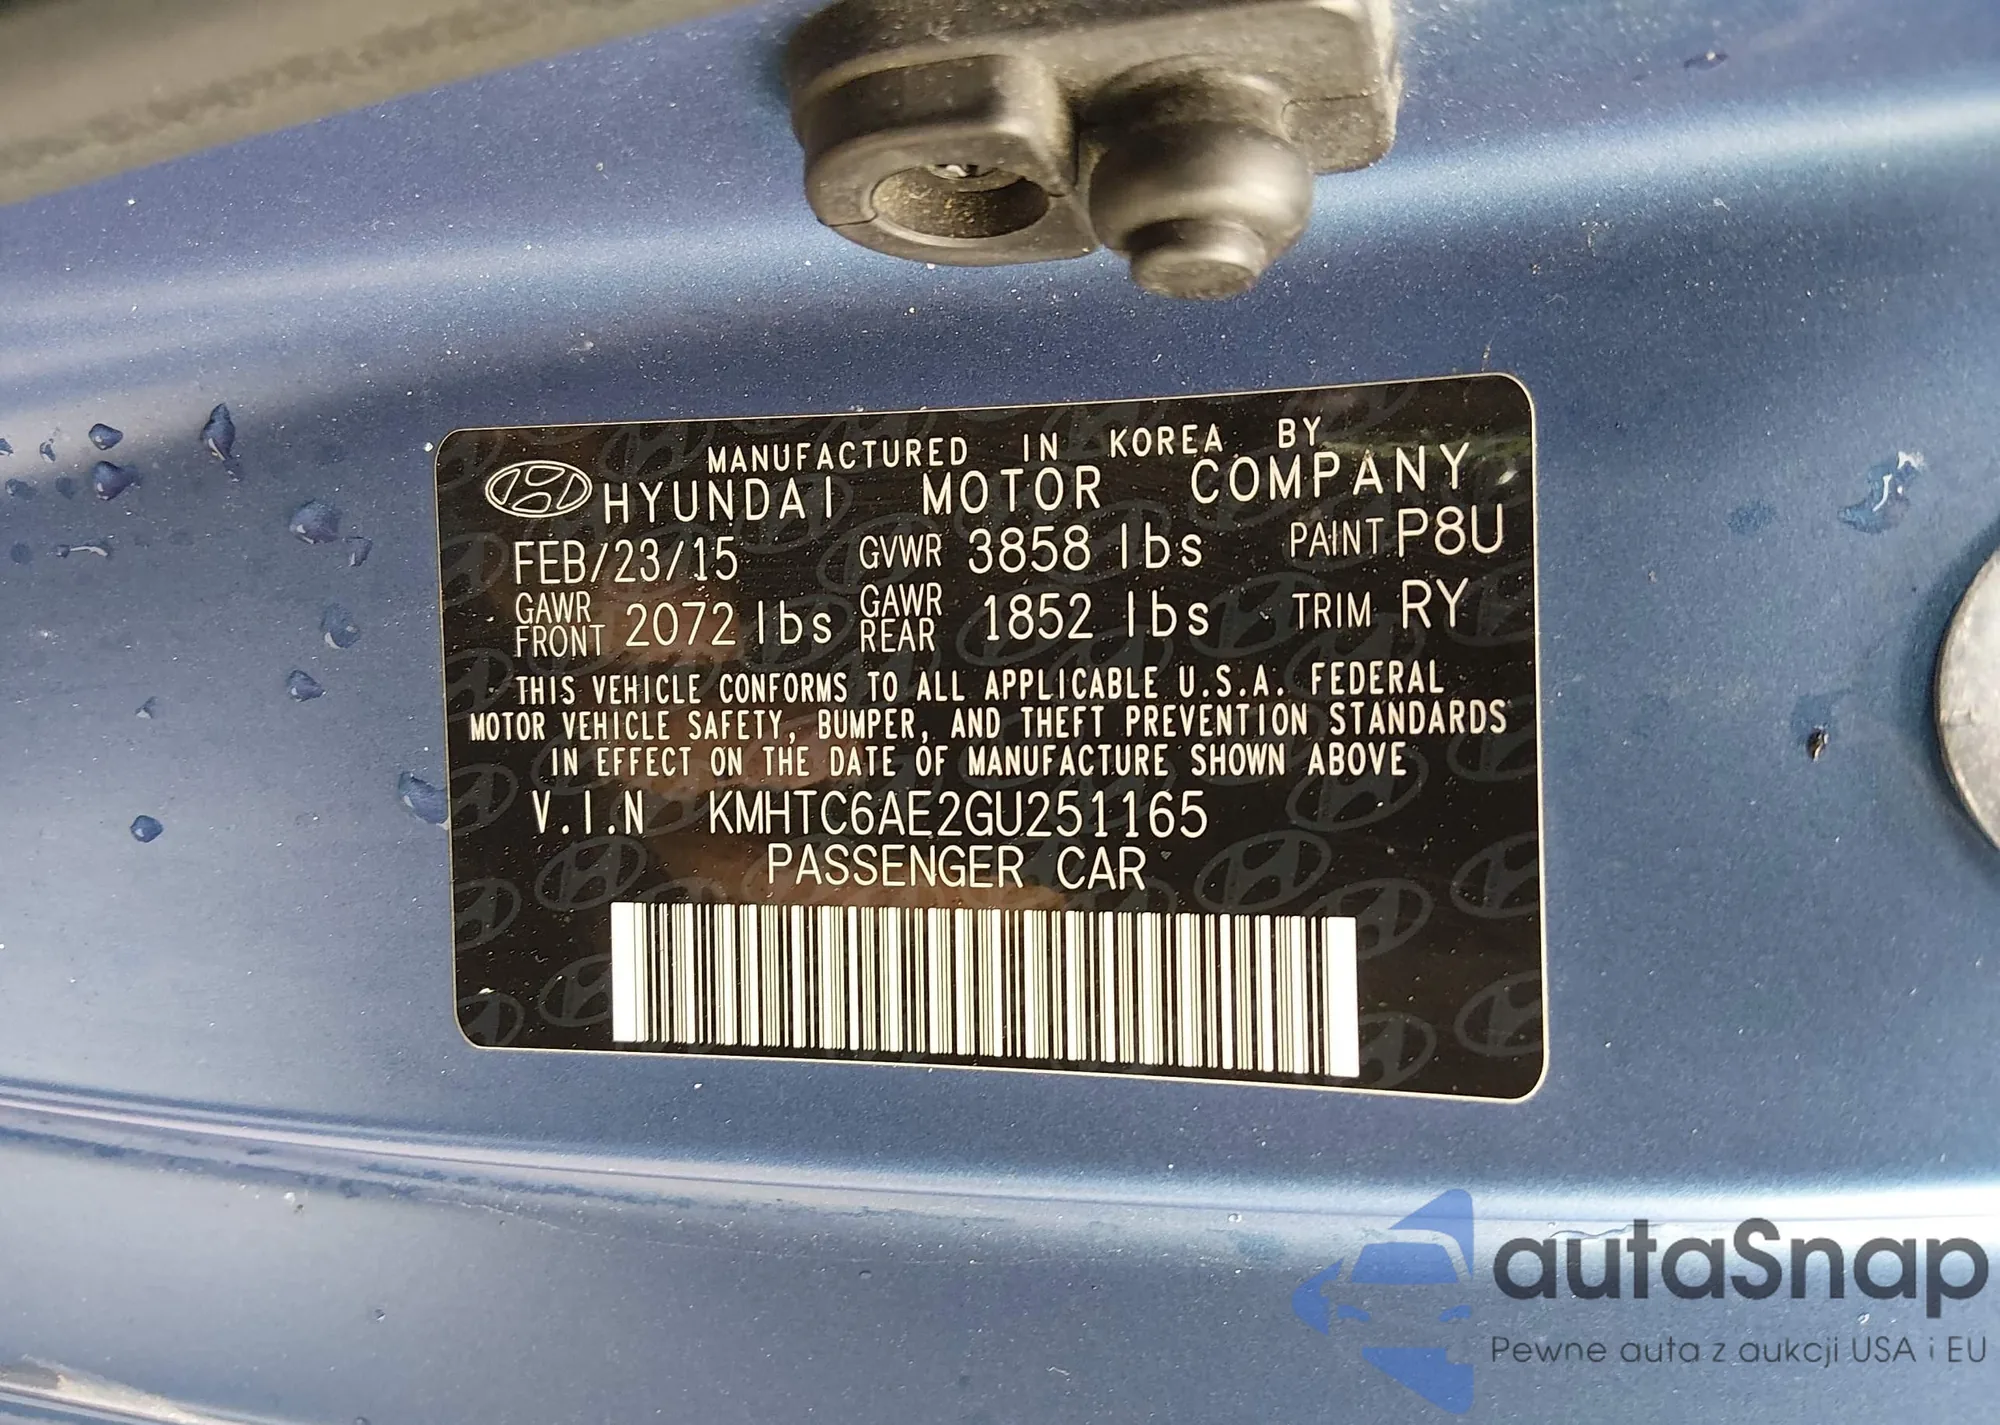 MANUFACTURED IN KOREA BY
HYUNDAI MOTOR COMPANY
FEB/23/15 GVWR 3858 lbs PAINT P8U
GAWR FRONT 2072 lbs GAWR REAR 1852 lbs TRIM RY
THIS VEHICLE CONFORMS TO ALL APPLICABLE U.S.A. FEDERAL
MOTOR VEHICLE SAFETY, BUMPER, AND THEFT PREVENTION STANDARDS
IN EFFECT ON THE DATE OF MANUFACTURE SHOWN ABOVE
V.I.N KMHTC6AE2GU251165
PASSENGER CAR
autaSnap
Pewne auta z aukcji USA i EU